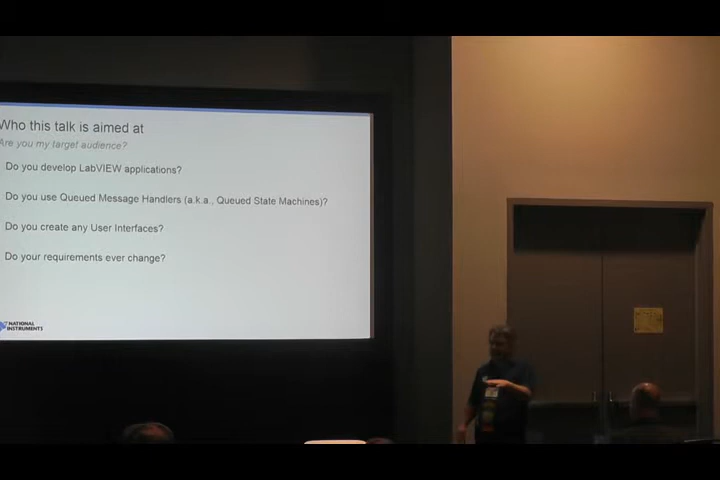 Who this talk is aimed at
Are you my target audience?
Do you develop LabVIEW applications?
Do you use Queued Message Handlers (a.k.a., Queued State Machines)?
Do you create any User Interfaces?
Do your requirements ever change?
NATIONAL
INSTRUMENTS